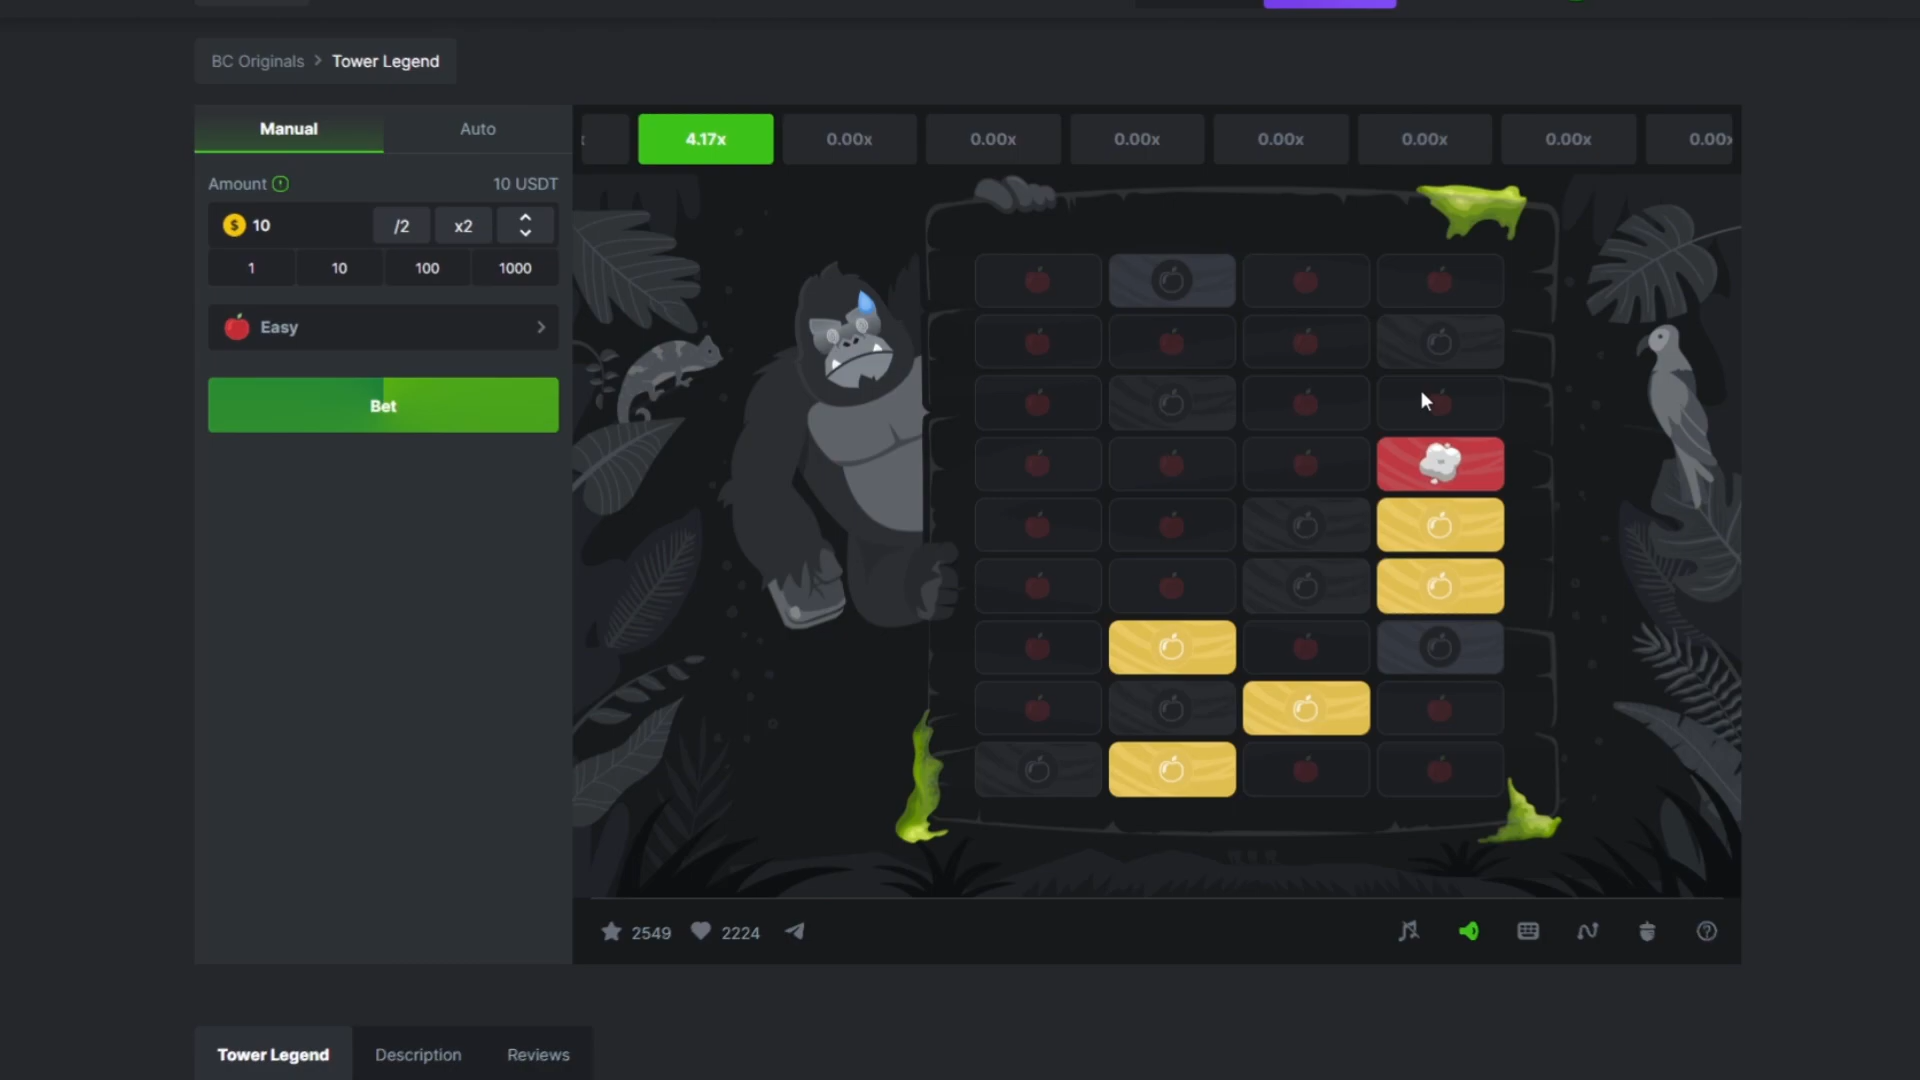 BC Originals > Tower Legend
Manual Auto
4.17x 0.00x 0.00x 0.00x 0.00x 0.00x 0.00x 0.00x
Amount 10 USDT
10 /2 x2
1 10 100 1000
Easy
Bet
2549 2224
Tower Legend Description Reviews